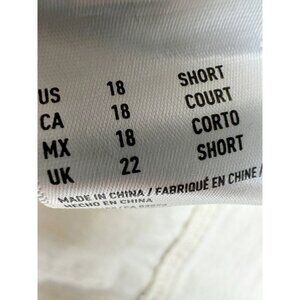 US 18 SHORT
CA 18 COURT
MX 18 CORTO
UK 22 SHORT
MADE IN CHINA / FABRIQUÉ EN CHINE /
HECHO EN CHINA